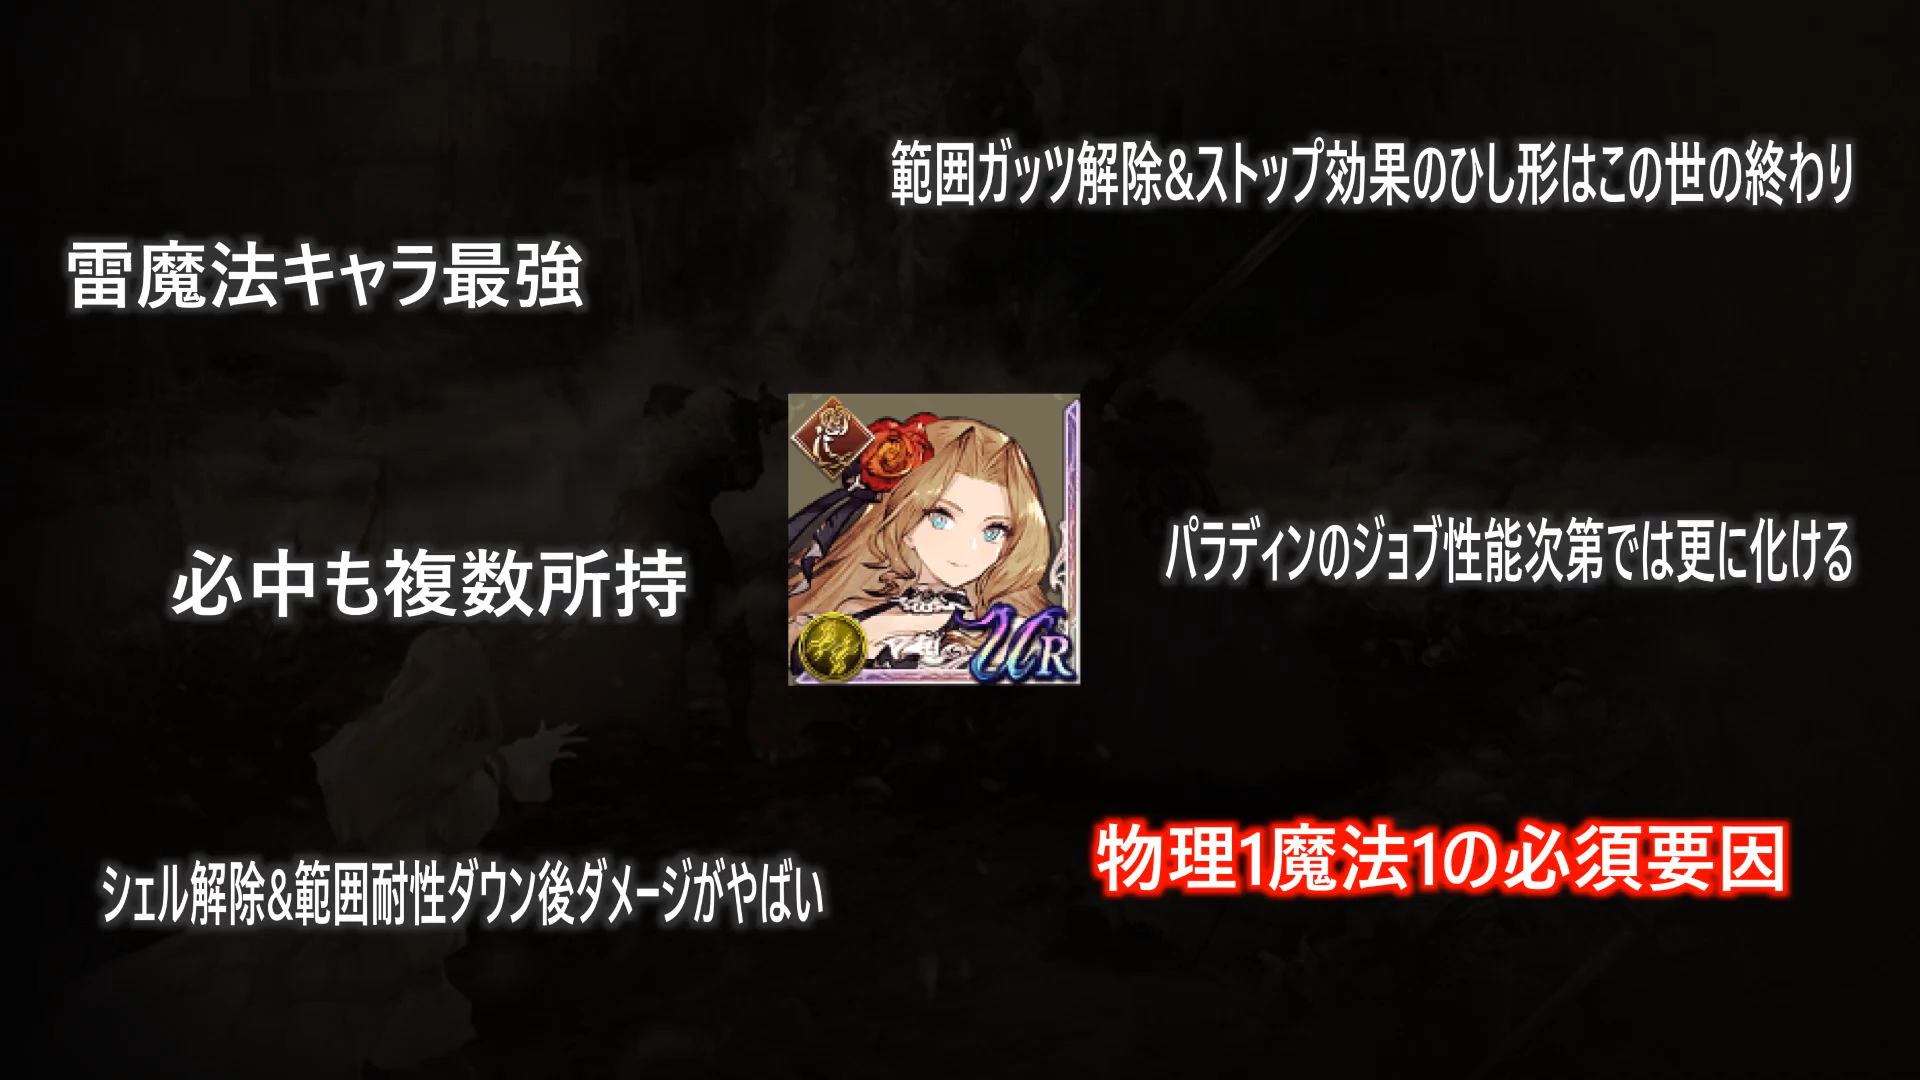 範囲ガッツ解除&ストップ効果のひし形はこの世の終わり
雷魔法キャラ最強
パラディンのジョブ性能次第では更に化ける
必中も複数所持
UR
物理1魔法1の必須要因
シェル解除&範囲耐性ダウン後ダメージがやばい